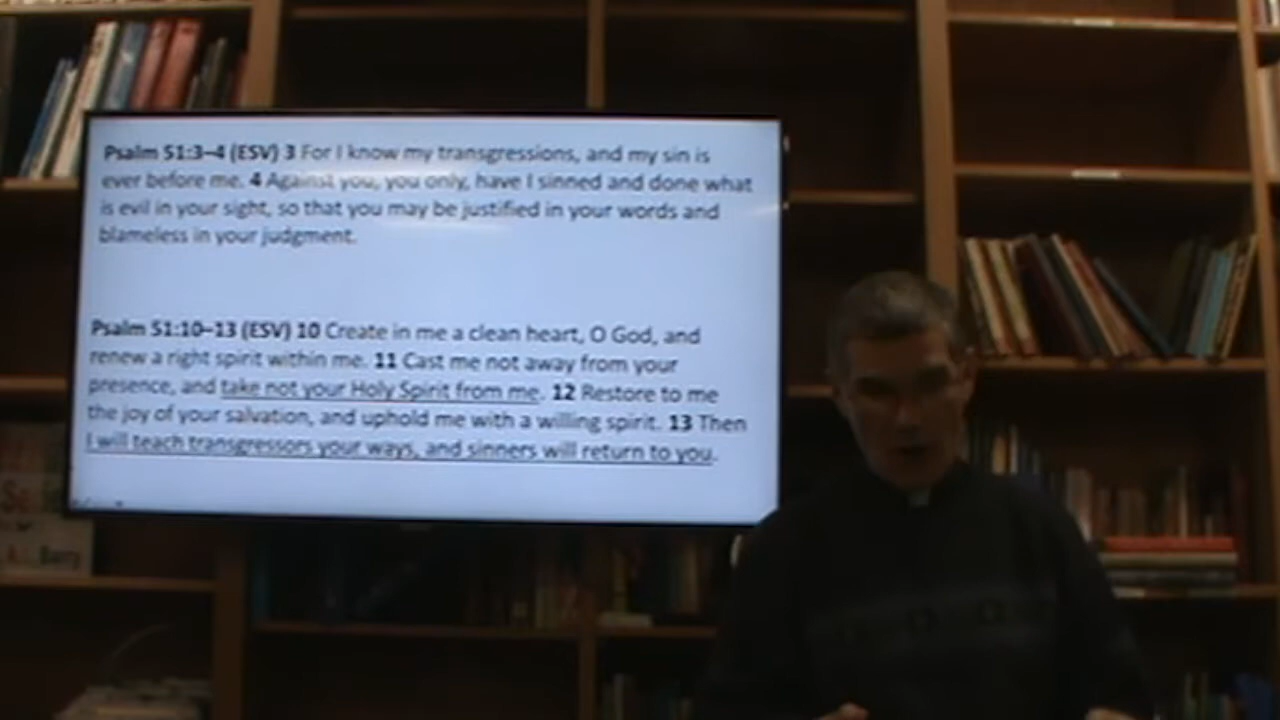 Psalm 51:3–4 (ESV) 3 For I know my transgressions, and my sin is
ever before me. 4 Against you, you only, have I sinned and done what
is evil in your sight, so that you may be justified in your words and
blameless in your judgment.
Psalm 51:10–13 (ESV) 10 Create in me a clean heart, O God, and
renew a right spirit within me. 11 Cast me not away from your
presence, and take not your Holy Spirit from me. 12 Restore to me
the joy of your salvation, and uphold me with a willing spirit. 13 Then
I will teach transgressors your ways, and sinners will return to you.